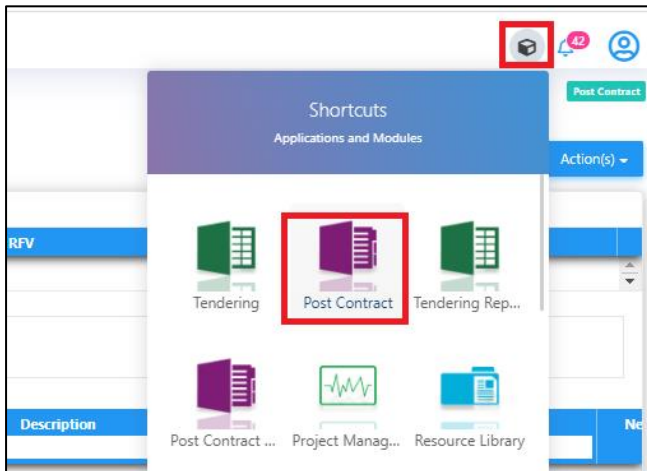 42
Shortcuts
Applications and Modules
Post Contract
Action(s)
RFV
Tendering
Post Contract
Tendering Rep...
Description
Ne
Post Contract ...
Project Manag...
Resource Library